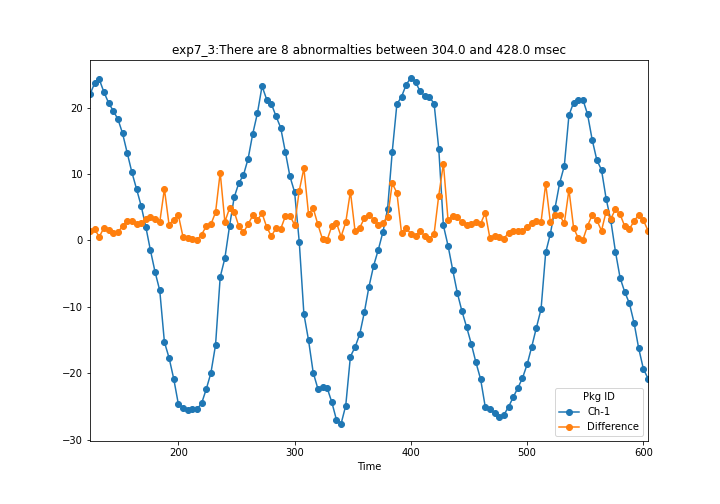 exp7_3:There are 8 abnormalties between 304.0 and 428.0 msec
20
10
0
−10
−20
−30
200
300
400
500
600
Time
Pkg ID
Ch-1
Difference